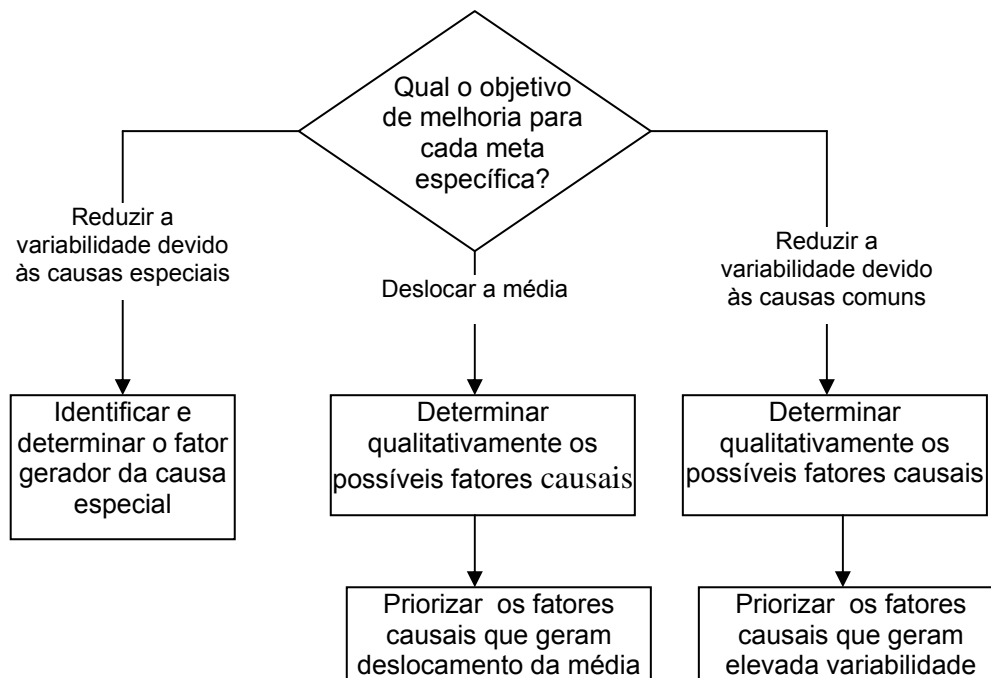 Qual o objetivo
de melhoria para
cada meta
específica?
Reduzir a
variabilidade devido
às causas especiais
Deslocar a média
Reduzir a
variabilidade devido
às causas comuns
Identificar e
determinar o fator
gerador da causa
especial
Determinar
qualitativamente os
possíveis fatores causais
Determinar
qualitativamente os
possíveis fatores causais
Priorizar os fatores
causais que geram
deslocamento da média
Priorizar os fatores
causais que geram
elevada variabilidade